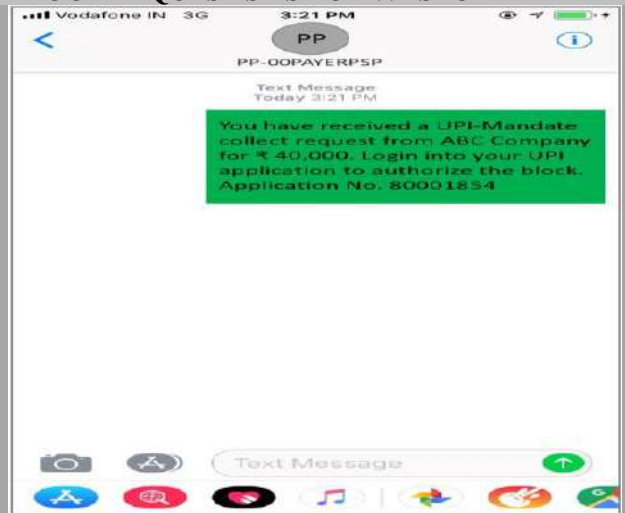 Vodafone IN 3G 3:21 PM
PP
PP-00PAYERPSP
Text Message
Today 3:21 PM
You have received a UPI-Mandate
collect request from ABC Company
for ₹ 40,000. Login into your UPI
application to authorize the block.
Application No. 80001854
Text Message